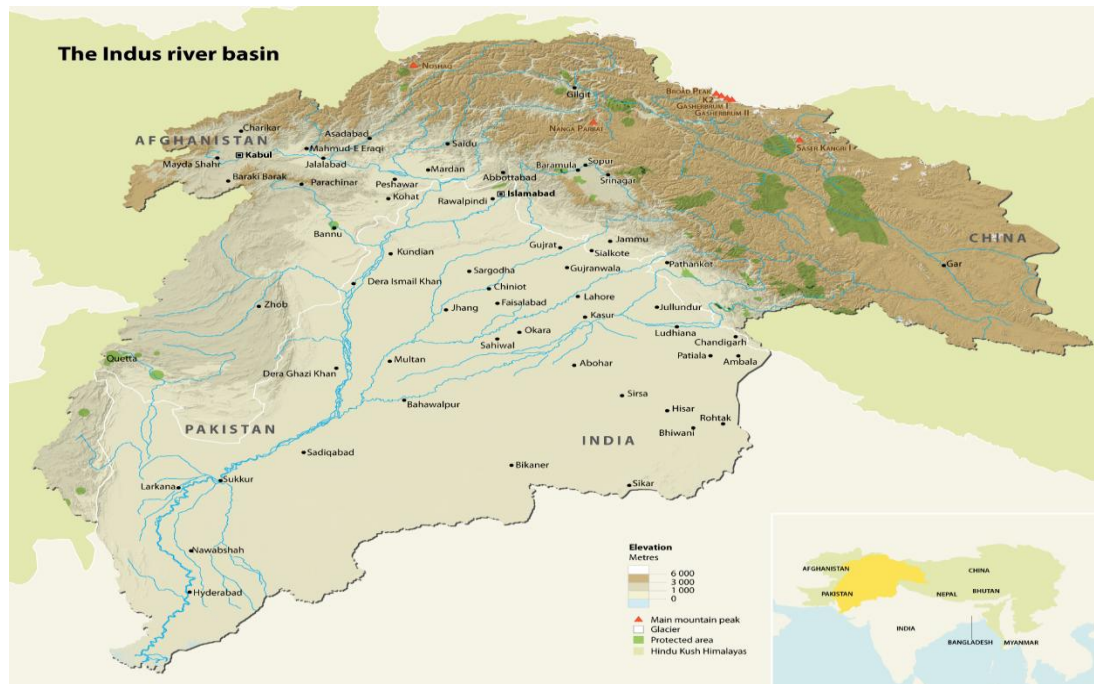 The Indus river basin
NOSHAQ
Gilgit
BROAD PEAK
K2
GASHERBRUM I
GASHERBRUM II
NANGA PARBAT
SASER KANGRI I
AFGHANISTAN
Charikar
Asadabad
Mahmud-E Eraqi
Saidu
Kabul
Mayda Shahr
Jalalabad
Baraki Barak
Parachinar
Peshawar
Mardan
Abbottabad
Baramula
Sopur
Srinagar
Kohat
Rawalpindi
Islamabad
Bannu
Kundian
Gujrat
Jammu
Sialkote
CHINA
Gar
Sargodha
Gujranwala
Pathankot
Dera Ismail Khan
Chiniot
Zhob
Jhang
Faisalabad
Lahore
Jullundur
Kasur
Okara
Sahiwal
Ludhiana
Chandigarh
Quetta
Multan
Patiala
Ambala
Dera Ghazi Khan
Abohar
Bahawalpur
Sirsa
Hisar
Rohtak
Bhiwani
PAKISTAN
INDIA
Sadiqabad
Bikaner
Sikar
Larkana
Sukkur
Nawabshah
Hyderabad
Elevation
Metres
6 000
3 000
1 000
0
Main mountain peak
Glacier
Protected area
Hindu Kush Himalayas
AFGHANISTAN
CHINA
PAKISTAN
NEPAL
BHUTAN
INDIA
BANGLADESH
MYANMAR